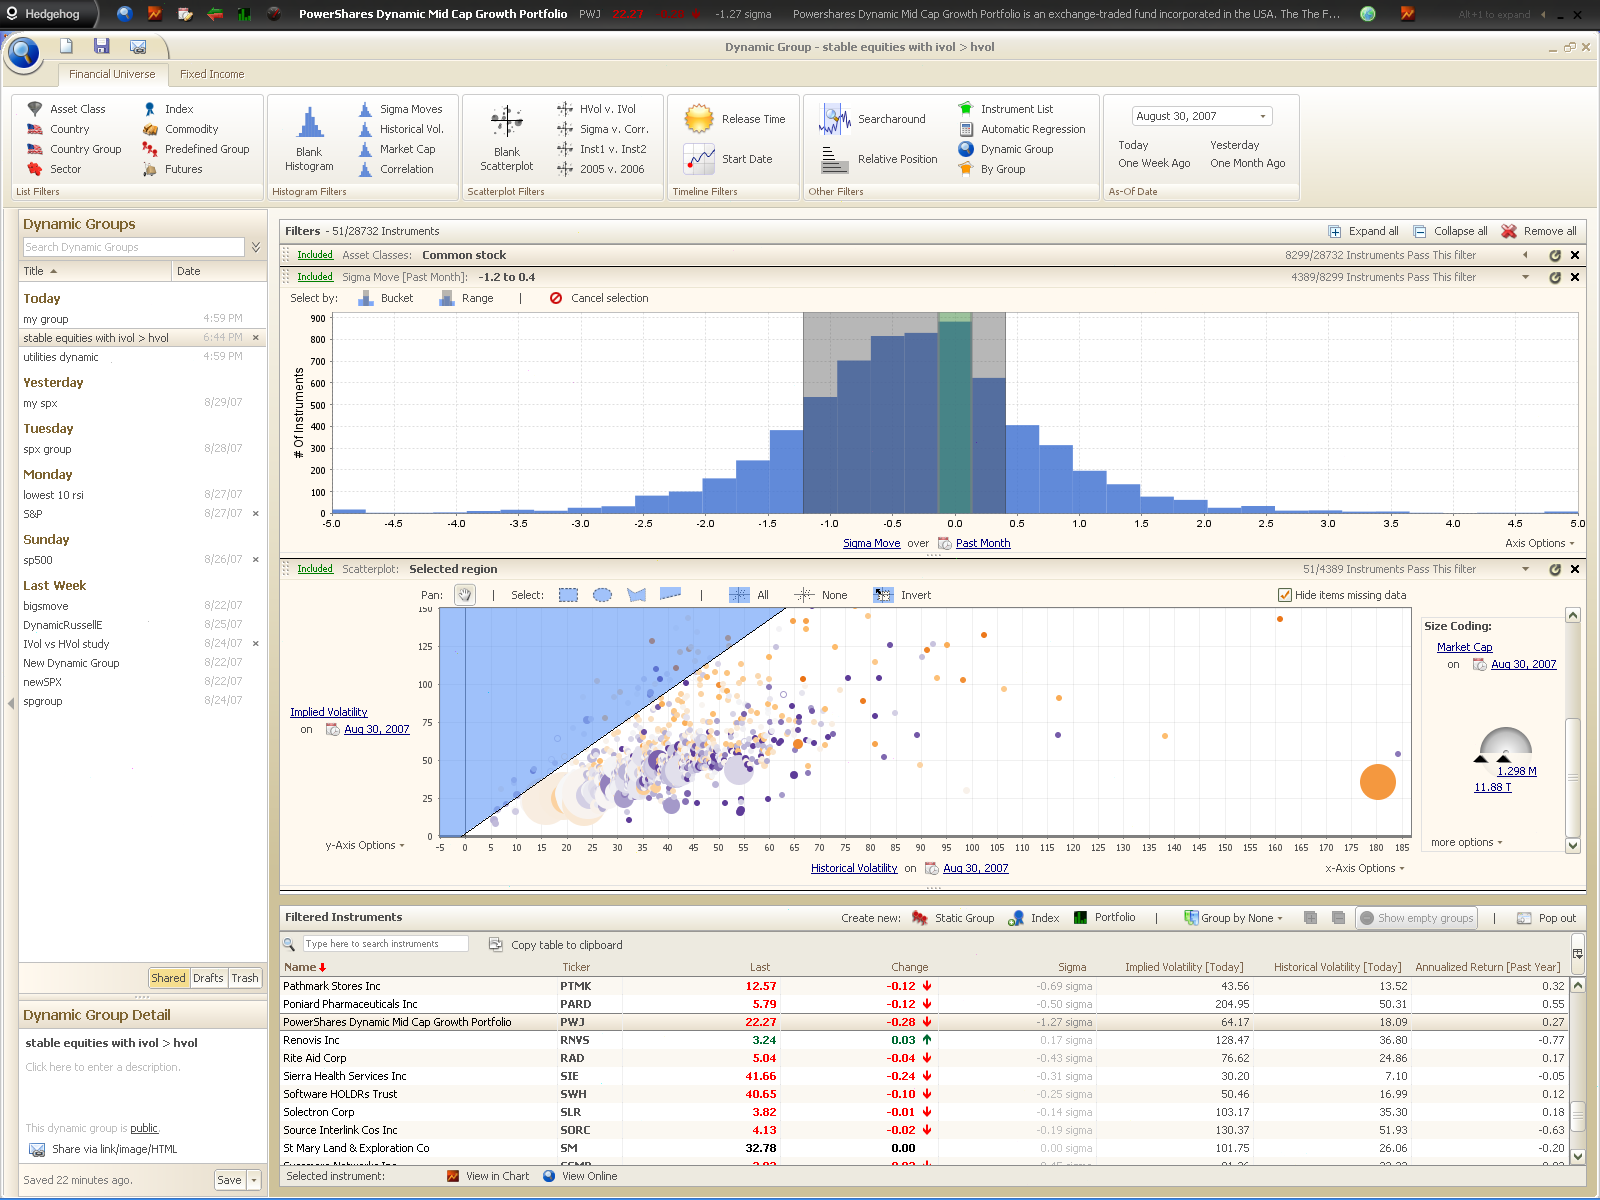 Hedgehog
PowerShares Dynamic Mid Cap Growth Portfolio PWJ 22.27 -1.27 sigma Powershares Dynamic Mid Cap Growth Portfolio is an exchange-traded fund incorporated in the USA. The The F... Alt+1 to expand
Dynamic Group - stable equities with ivol > hvol
Financial Universe Fixed Income
Asset Class Index
Country Commodity
Country Group Predefined Group
Sector Futures
List Filters
Blank Histogram
Sigma Moves
Historical Vol.
Market Cap
Correlation
Histogram Filters
Blank Scatterplot
HVol v. IVol
Sigma v. Corr.
Inst1 v. Inst2
2005 v. 2006
Scatterplot Filters
Release Time
Start Date
Timeline Filters
Searcharound
Relative Position
Instrument List
Automatic Regression
Dynamic Group
By Group
Other Filters
August 30, 2007
Today Yesterday
One Week Ago One Month Ago
As-Of Date
Dynamic Groups
Search Dynamic Groups
Title Date
Today
my group 4:59 PM
stable equities with ivol > hvol 6:44 PM
utilities dynamic 4:59 PM
Yesterday
my spx 8/29/07
Tuesday
spx group 8/28/07
Monday
lowest 10 rsi 8/27/07
S&P 8/27/07
Sunday
sp500 8/26/07
Last Week
bigsmove 8/22/07
DynamicRussellE 8/25/07
IVol vs HVol study 8/24/07
New Dynamic Group 8/22/07
newSPX 8/22/07
spgroup 8/24/07
Shared Drafts Trash
Dynamic Group Detail
stable equities with ivol > hvol
Click here to enter a description.
This dynamic group is public.
Share via link/image/HTML
Saved 22 minutes ago. Save
Filters - 51/28732 Instruments Expand all Collapse all Remove all
Included Asset Classes: Common stock 8299/28732 Instruments Pass This filter
Included Sigma Move [Past Month]: -1.2 to 0.4 4389/8299 Instruments Pass This filter
Select by: Bucket Range | Cancel selection
# Of Instruments
900
800
700
600
500
400
300
200
100
0
-5.0 -4.5 -4.0 -3.5 -3.0 -2.5 -2.0 -1.5 -1.0 -0.5 0.0 0.5 1.0 1.5 2.0 2.5 3.0 3.5 4.0 4.5 5.0
Sigma Move over Past Month Axis Options
Included Scatterplot: Selected region 51/4389 Instruments Pass This filter
Pan: | Select: | All None Invert Hide items missing data
Implied Volatility
on Aug 30, 2007
y-Axis Options
150
125
100
75
50
25
0
-5 0 5 10 15 20 25 30 35 40 45 50 55 60 65 70 75 80 85 90 95 100 105 110 115 120 125 130 135 140 145 150 155 160 165 170 175 180 185
Historical Volatility on Aug 30, 2007 x-Axis Options
Size Coding:
Market Cap
on Aug 30, 2007
1.298 M
11.88 T
more options
Filtered Instruments Create new: Static Group Index Portfolio | Group by None Show empty groups | Pop out
Type here to search instruments Copy table to clipboard
Name Ticker Last Change Sigma Implied Volatility [Today] Historical Volatility [Today] Annualized Return [Past Year]
Pathmark Stores Inc PTMK 12.57 -0.12 -0.69 sigma 43.56 13.52 0.32
Poniard Pharmaceuticals Inc PARD 5.79 -0.12 -0.50 sigma 204.95 50.31 0.55
PowerShares Dynamic Mid Cap Growth Portfolio PWJ 22.27 -0.28 -1.27 sigma 64.17 18.09 0.27
Renovis Inc RNVS 3.24 0.03 0.17 sigma 128.47 36.80 -0.77
Rite Aid Corp RAD 5.04 -0.04 -0.43 sigma 76.62 24.86 0.17
Sierra Health Services Inc SIE 41.66 -0.24 -0.31 sigma 30.20 7.10 -0.05
Software HOLDRs Trust SWH 40.65 -0.10 -0.25 sigma 50.46 16.99 0.12
Solectron Corp SLR 3.82 -0.01 -0.14 sigma 103.17 35.30 0.18
Source Interlink Cos Inc SORC 4.13 -0.02 -0.19 sigma 130.37 51.93 -0.63
St Mary Land & Exploration Co SM 32.78 0.00 0.00 sigma 101.75 26.06 -0.20
Selected instrument: View in Chart View Online